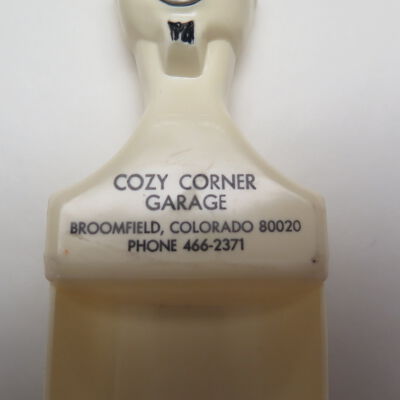 COZY CORNER
GARAGE
BROOMFIELD, COLORADO 80020
PHONE 466-2371